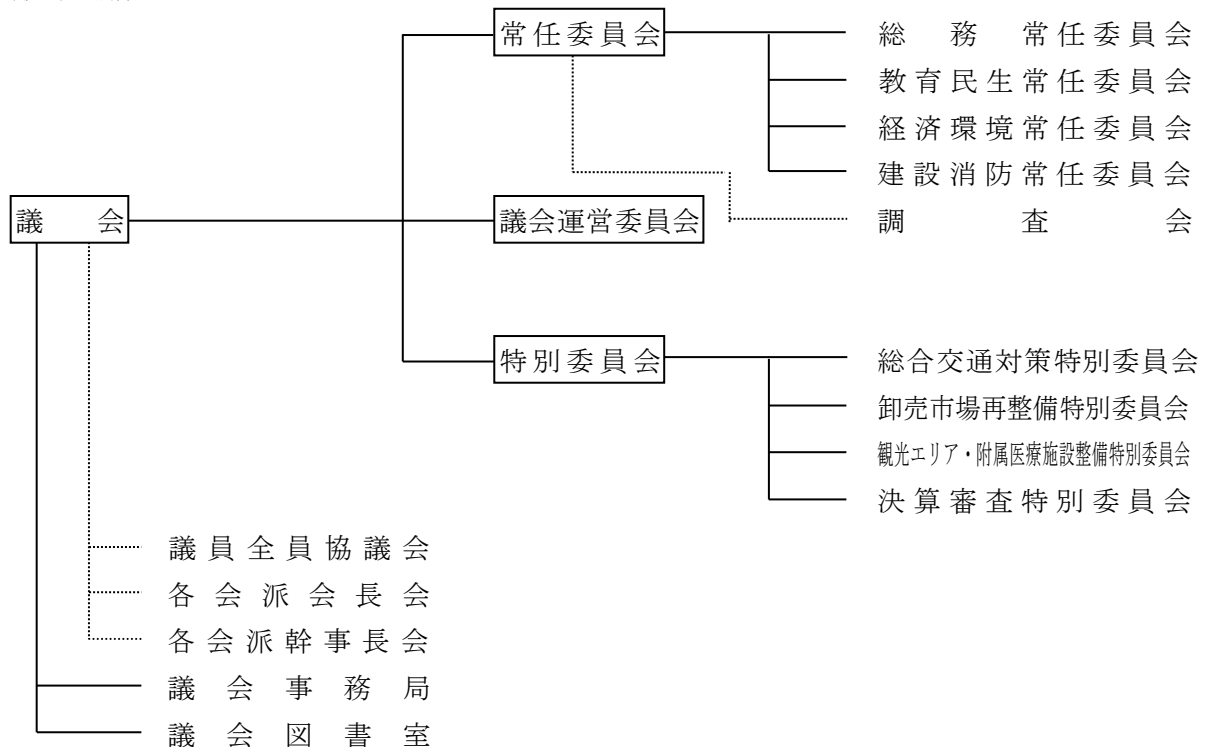 常任委員会
総務常任委員会
教育民生常任委員会
経済環境常任委員会
建設消防常任委員会
調査会
議会
議会運営委員会
特別委員会
総合交通対策特別委員会
卸売市場再整備特別委員会
観光エリア・附属医療施設整備特別委員会
決算審査特別委員会
議員全員協議会
各会派会長会
各会派幹事長会
議会事務局
議会図書室